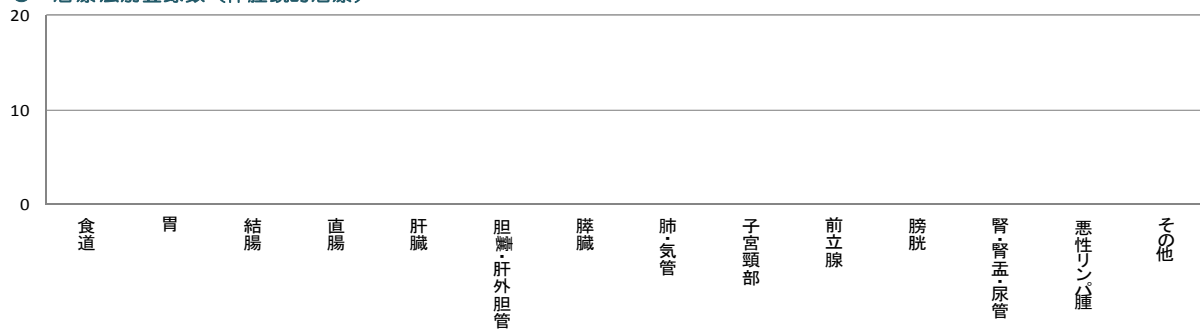 20
10
0
食道
胃
結腸
直腸
肝臓
胆嚢・肝外胆管
膵臓
肺・気管
子宮頸部
前立腺
膀胱
腎・腎盂・尿管
悪性リンパ腫
その他